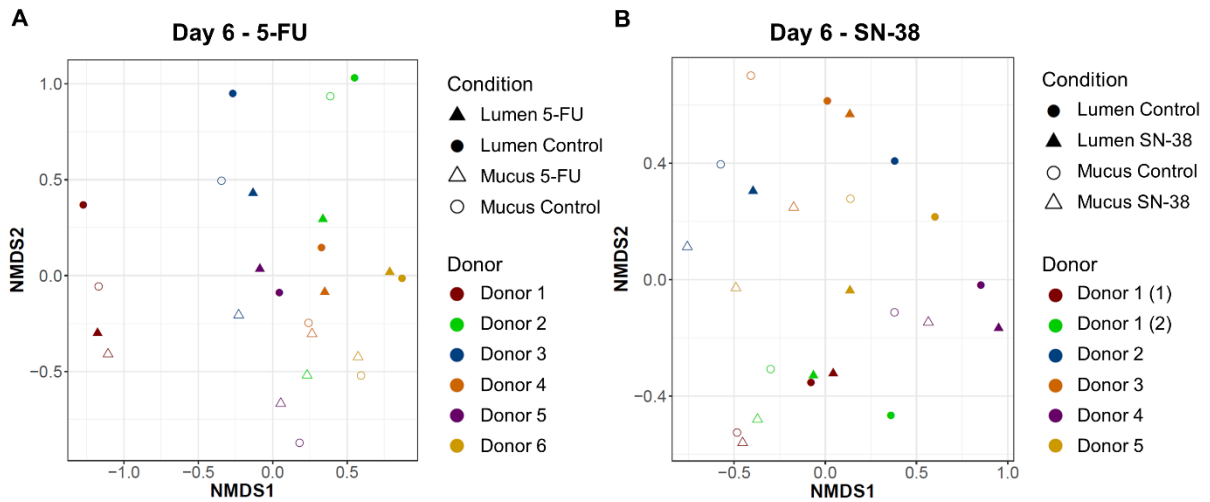 A
Day 6 - 5-FU
1.0
0.5
0.0
−0.5
−1.0
−0.5
0.0
0.5
NMDS1
NMDS2
Condition
Lumen 5-FU
Lumen Control
Mucus 5-FU
Mucus Control
Donor
Donor 1
Donor 2
Donor 3
Donor 4
Donor 5
Donor 6
B
Day 6 - SN-38
0.4
0.0
−0.4
−0.5
0.0
0.5
1.0
NMDS1
NMDS2
Condition
Lumen Control
Lumen SN-38
Mucus Control
Mucus SN-38
Donor
Donor 1 (1)
Donor 1 (2)
Donor 2
Donor 3
Donor 4
Donor 5